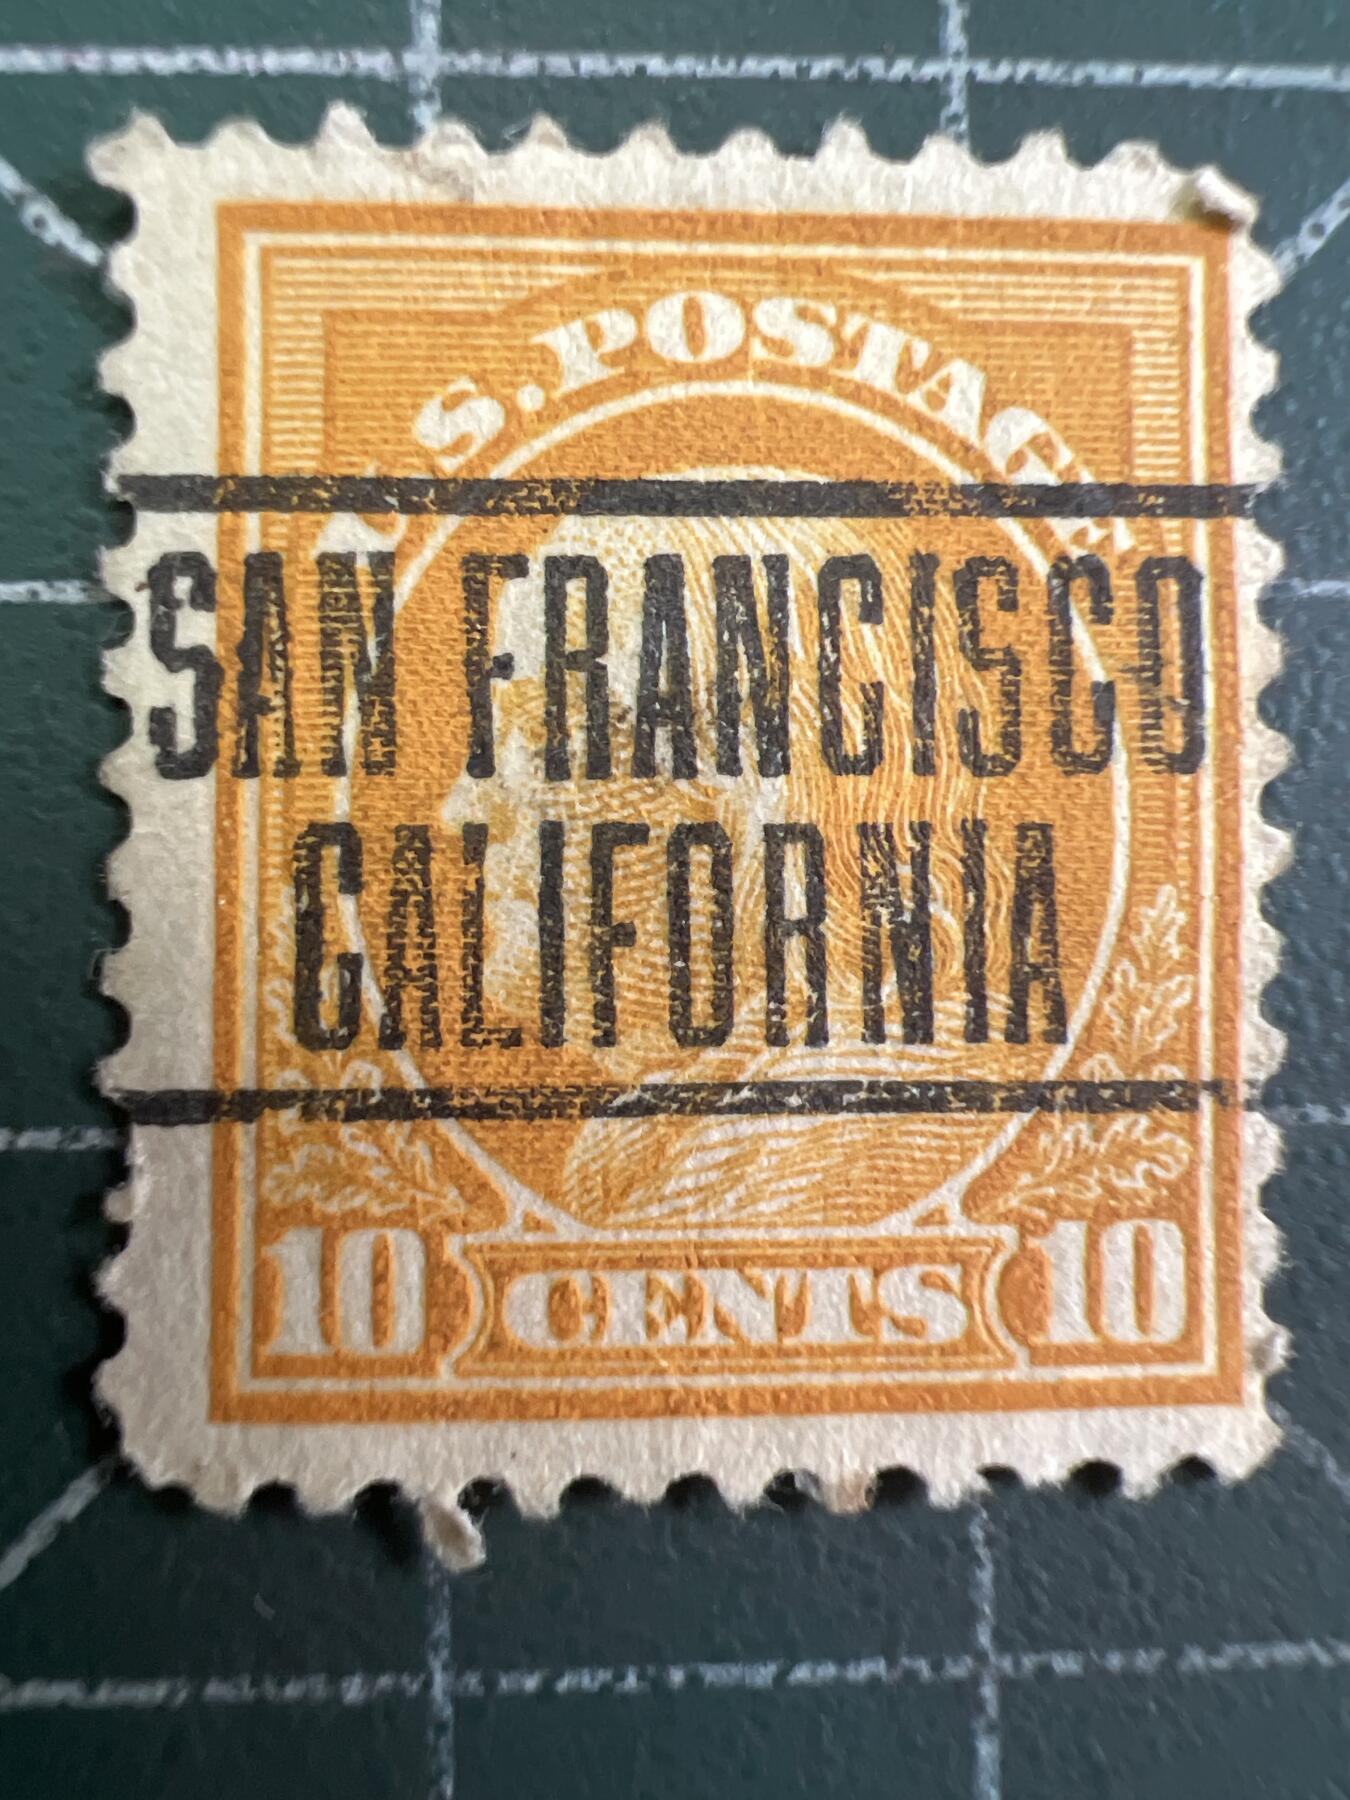 U.S. POSTAGE
SAN FRANCISCO
CALIFORNIA
10 CENTS 10